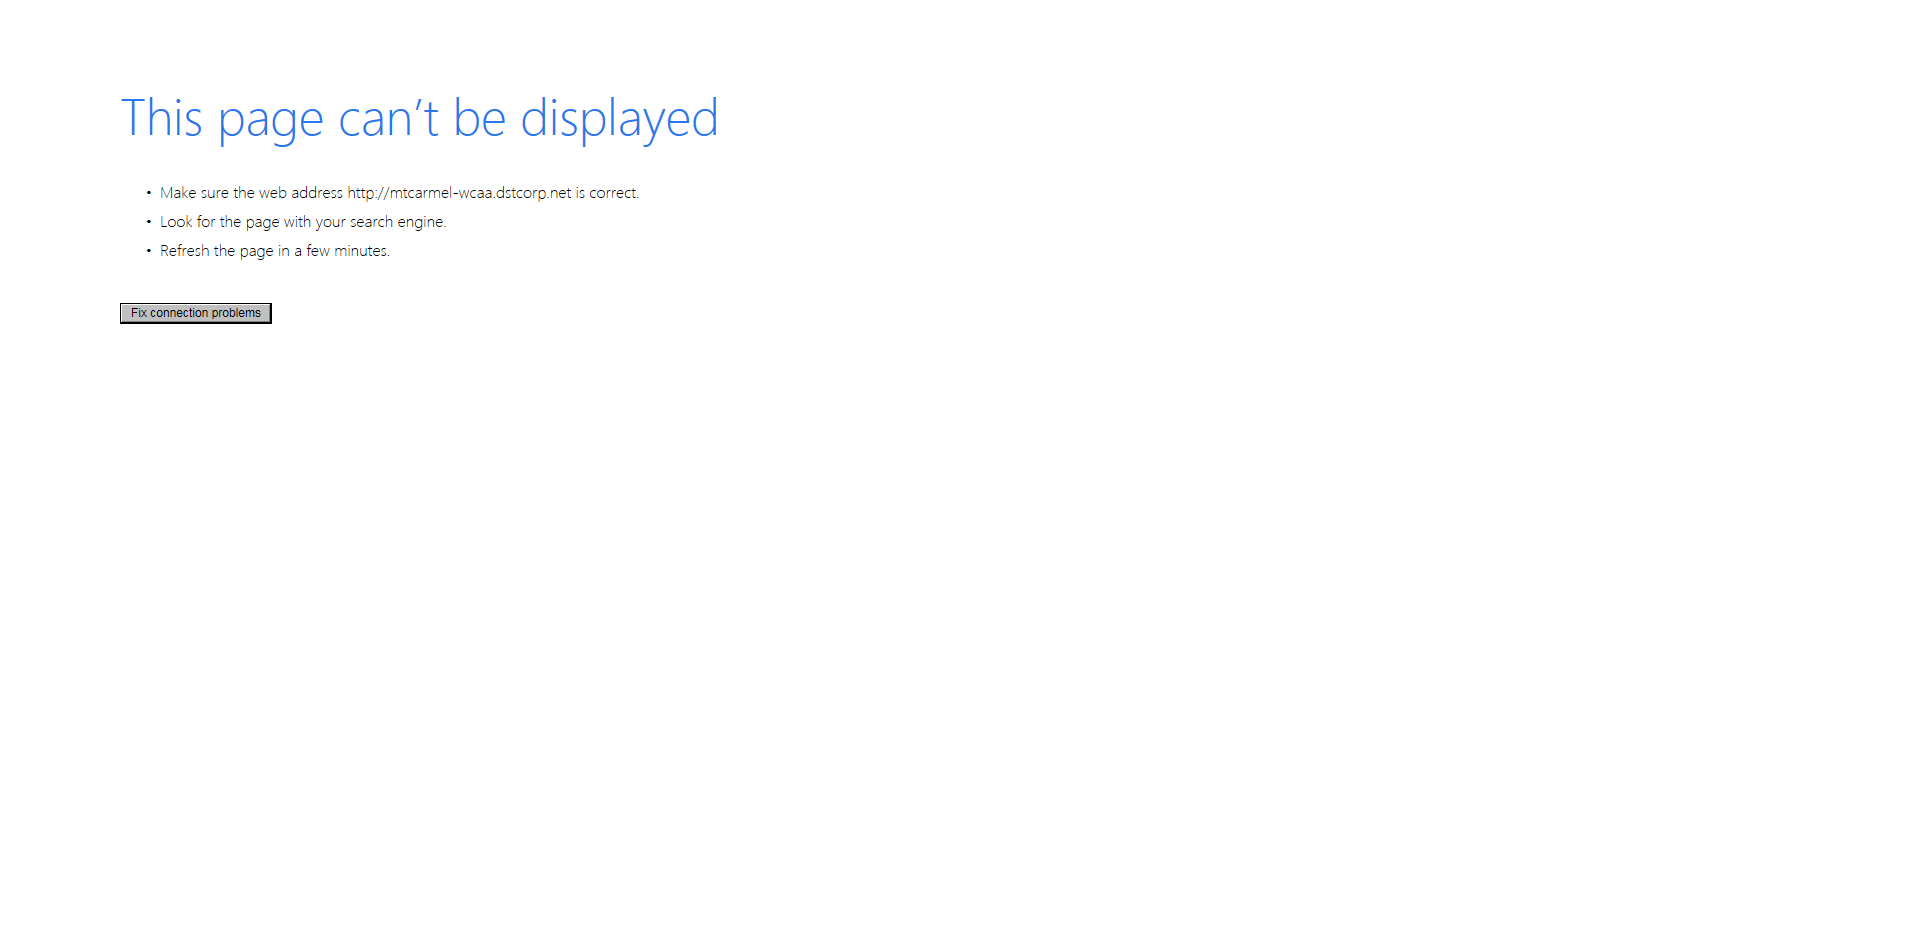 This page can’t be displayed
• Make sure the web address http://mtcarmel-wcaa.dstcorp.net is correct.
• Look for the page with your search engine.
• Refresh the page in a few minutes.
Fix connection problems